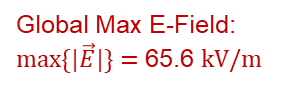 Global Max E-Field:
max{|E⃗|} = 65.6 kV/m